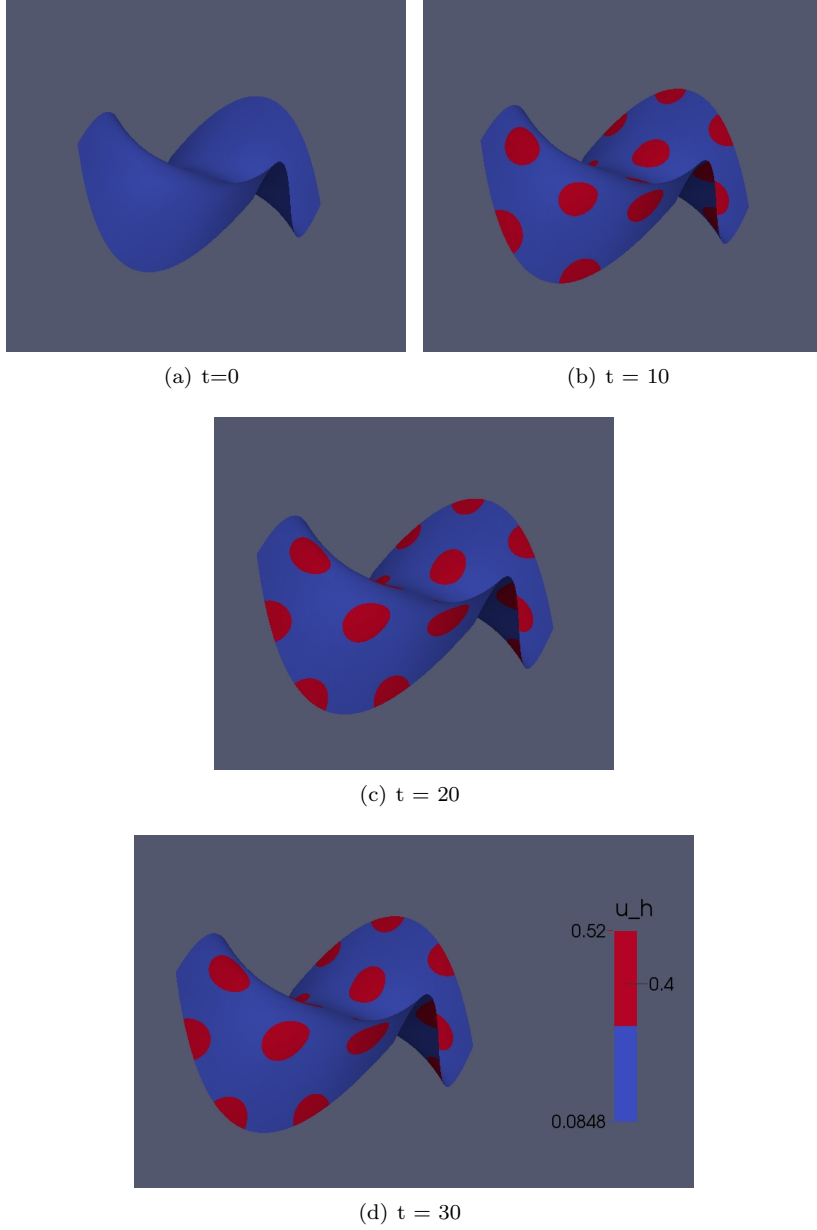 (a) t=0
(b) t = 10
(c) t = 20
u_h
0.52
0.4
0.0848
(d) t = 30